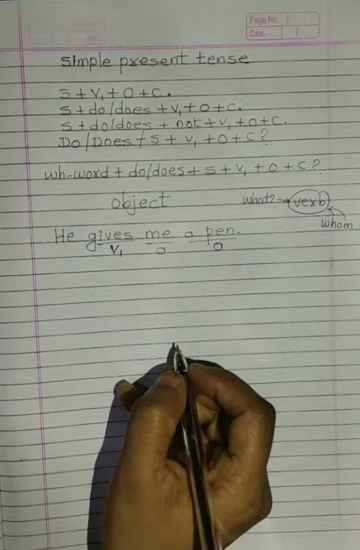 Page No.
Date.
Simple present tense
S + V₁ + O + C.
S + do/does + V₁ + O + C.
S + do/does + not + V₁ + O + C.
Do/Does + S + V₁ + O + C?
wh-word + do/does + S + V₁ + O + C?
object what? → verb
whom
He gives me a pen.
V₁ O O